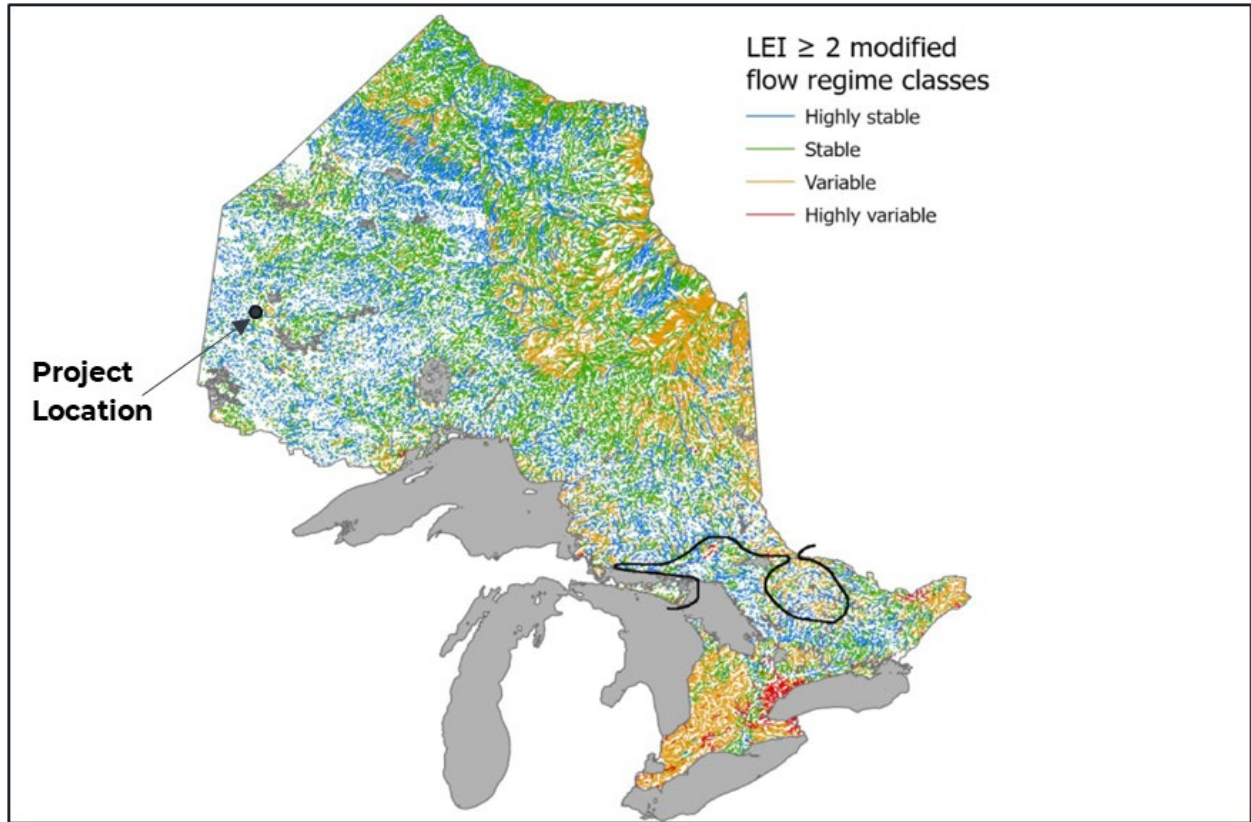 LEI ≥ 2 modified
flow regime classes
Highly stable
Stable
Variable
Highly variable
Project
Location